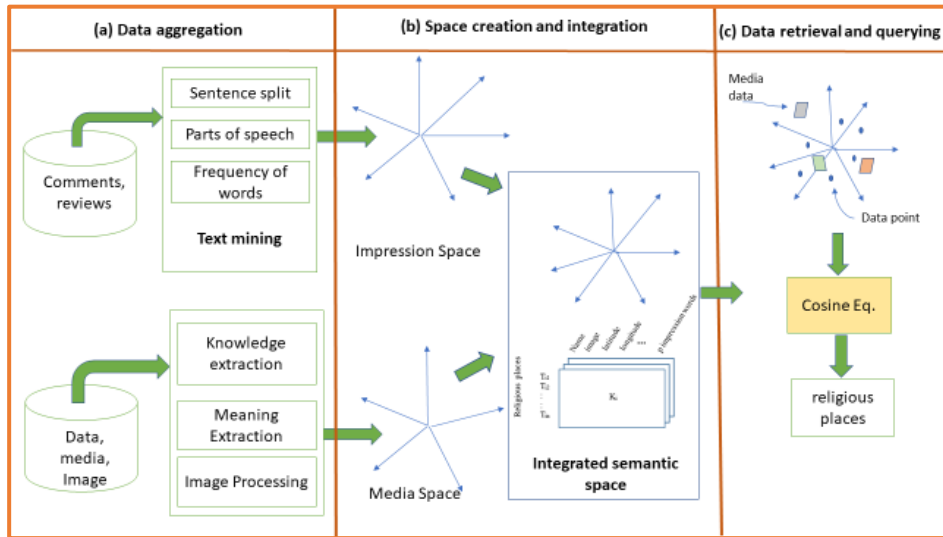 (a) Data aggregation
Comments,
reviews
Sentence split
Parts of speech
Frequency of
words
Text mining
Data,
media,
Image
Knowledge
extraction
Meaning
Extraction
Image Processing
(b) Space creation and integration
Impression Space
Media Space
Name
image
latitude
longitude
...
p impression words
Religious places
K
Integrated semantic
space
(c) Data retrieval and querying
Media
data
Data point
Cosine Eq.
religious
places